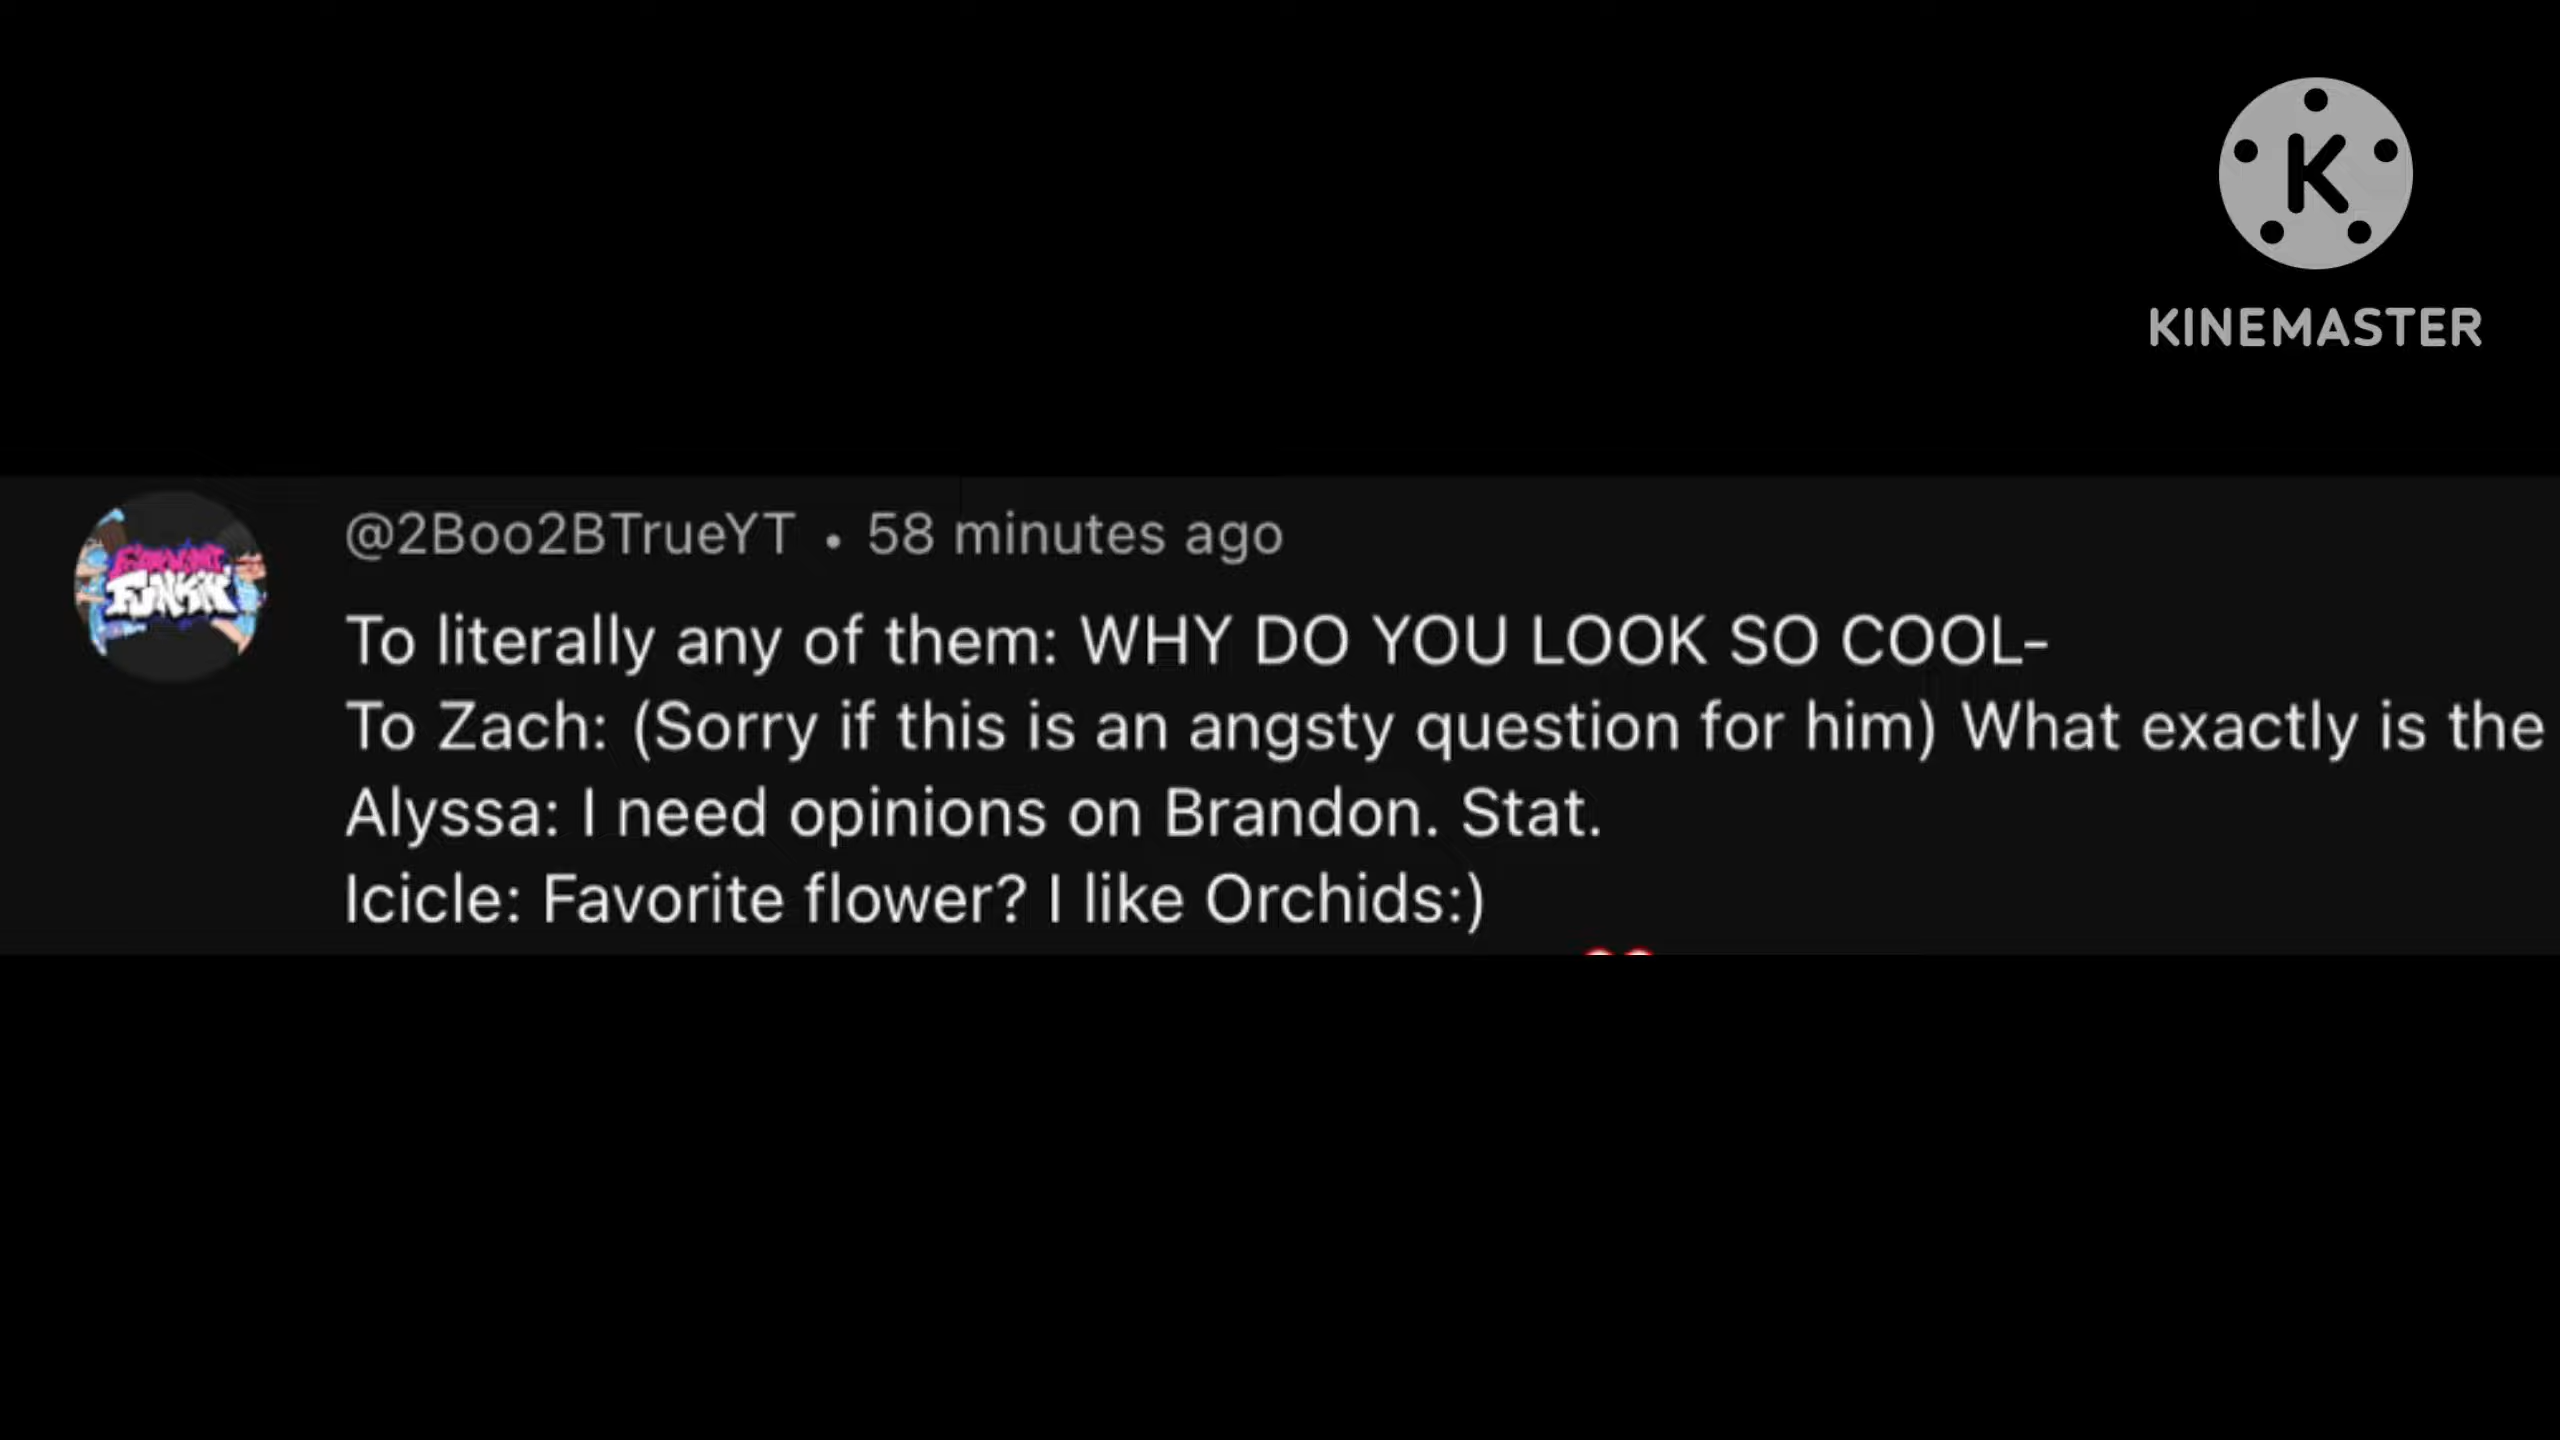 K
KINEMASTER
@2Boo2BTrueYT • 58 minutes ago
FUNKIN'
To literally any of them: WHY DO YOU LOOK SO COOL-
To Zach: (Sorry if this is an angsty question for him) What exactly is the
Alyssa: I need opinions on Brandon. Stat.
Icicle: Favorite flower? I like Orchids:)